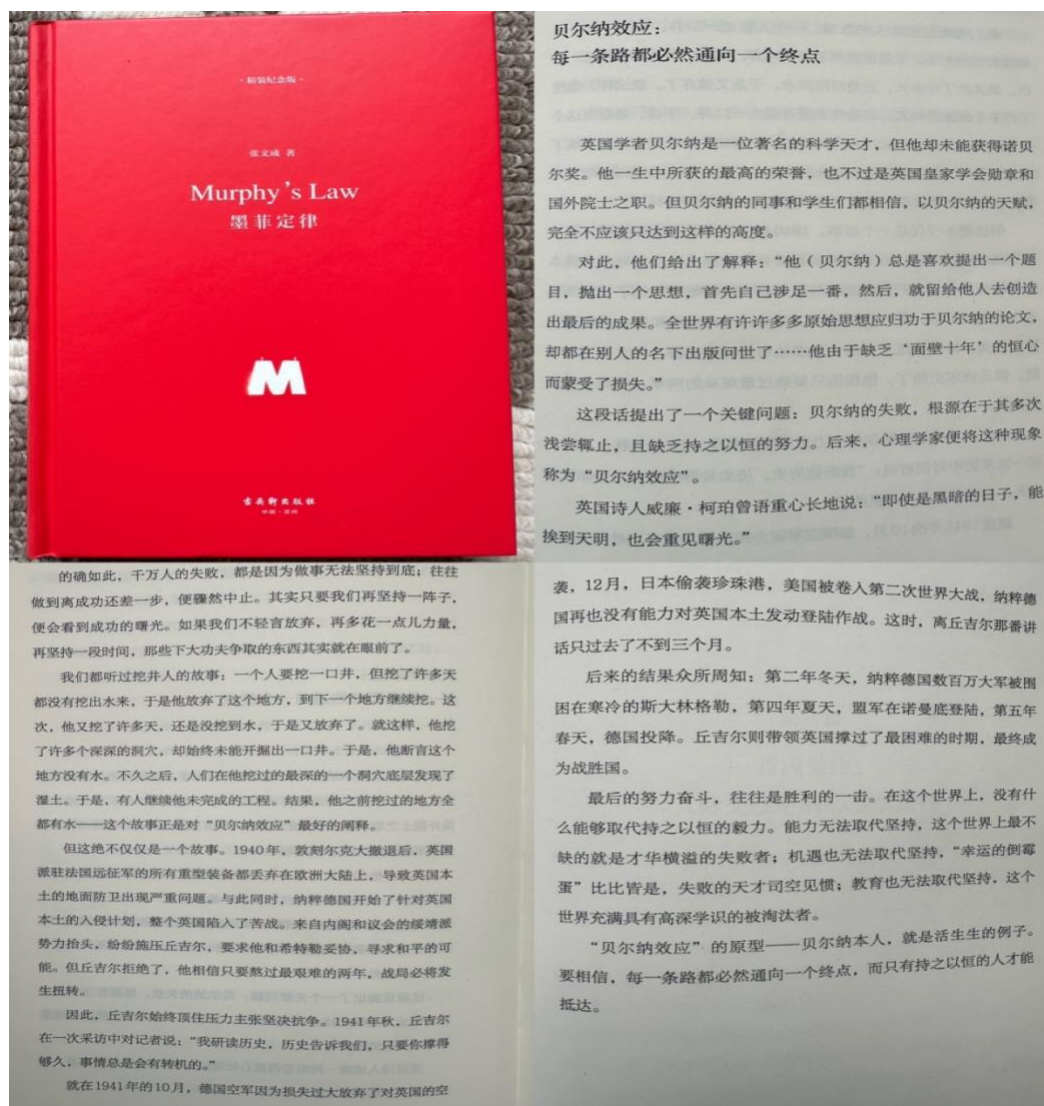 ·精装纪念版·
张文成 著
Murphy's Law
墨菲定律
M
古吴轩出版社
中国·苏州
贝尔纳效应：
每一条路都必然通向一个终点
英国学者贝尔纳是一位著名的科学天才，但他却未能获得诺贝
尔奖。他一生中所获的最高的荣誉，也不过是英国皇家学会勋章和
国外院士之职。但贝尔纳的同事和学生们都相信，以贝尔纳的天赋，
完全不应该只达到这样的高度。
对此，他们给出了解释：“他（贝尔纳）总是喜欢提出一个题
目，抛出一个思想，首先自己涉足一番，然后，就留给他人去创造
出最后的成果。全世界有许许多多原始思想应归功于贝尔纳的论文，
却都在别人的名下出版问世了……他由于缺乏‘面壁十年’的恒心
而蒙受了损失。”
这段话提出了一个关键问题：贝尔纳的失败，根源在于其多次
浅尝辄止，且缺乏持之以恒的努力。后来，心理学家便将这种现象
称为“贝尔纳效应”。
英国诗人威廉·柯珀曾语重心长地说：“即使是黑暗的日子，能
挨到天明，也会重见曙光。”
的确如此，千万人的失败，都是因为做事无法坚持到底；往往
做到离成功还差一步，便骤然中止。其实只要我们再坚持一阵子，
便会看到成功的曙光。如果我们不轻言放弃，再多花一点儿力量，
再坚持一段时间，那些下大功夫争取的东西其实就在眼前了。
我们都听过挖井人的故事：一个人要挖一口井，但挖了许多天
都没有挖出水来，于是他放弃了这个地方，到下一个地方继续挖。这
次，他又挖了许多天，还是没挖到水，于是又放弃了。就这样，他挖
了许多个深深的洞穴，却始终未能开掘出一口井。于是，他断言这个
地方没有水。不久之后，人们在他挖过的最深的一个洞穴底层发现了
湿土。于是，有人继续他未完成的工程。结果，他之前挖过的地方全
都有水——这个故事正是对“贝尔纳效应”最好的阐释。
但这绝不仅仅是一个故事。1940年，敦刻尔克大撤退后，英国
派驻法国远征军的所有重型装备都丢弃在欧洲大陆上，导致英国本
土的地面防卫出现严重问题。与此同时，纳粹德国开始了针对英国
本土的入侵计划，整个英国陷入了苦战。来自内阁和议会的绥靖派
势力抬头，纷纷施压丘吉尔，要求他和希特勒妥协，寻求和平的可
能。但丘吉尔拒绝了，他相信只要熬过最艰难的两年，战局必将发
生扭转。
因此，丘吉尔始终顶住压力主张坚决抗争。1941年秋，丘吉尔
在一次采访中对记者说：“我研读历史，历史告诉我们，只要你撑得
够久，事情总是会有转机的。”
就在1941年的10月，德国空军因为损失过大放弃了对英国的空
袭，12月，日本偷袭珍珠港，美国被卷入第二次世界大战，纳粹德
国再也没有能力对英国本土发动登陆作战。这时，离丘吉尔那番讲
话只过去了不到三个月。
后来的结果众所周知：第二年冬天，纳粹德国数百万大军被围
困在寒冷的斯大林格勒，第四年夏天，盟军在诺曼底登陆，第五年
春天，德国投降。丘吉尔则带领英国撑过了最困难的时期，最终成
为战胜国。
最后的努力奋斗，往往是胜利的一击。在这个世界上，没有什
么能够取代持之以恒的毅力。能力无法取代坚持，这个世界上最不
缺的就是才华横溢的失败者；机遇也无法取代坚持，“幸运的倒霉
蛋”比比皆是，失败的天才司空见惯；教育也无法取代坚持，这个
世界充满具有高深学识的被淘汰者。
“贝尔纳效应”的原型——贝尔纳本人，就是活生生的例子。
要相信，每一条路都必然通向一个终点，而只有持之以恒的人才能
抵达。